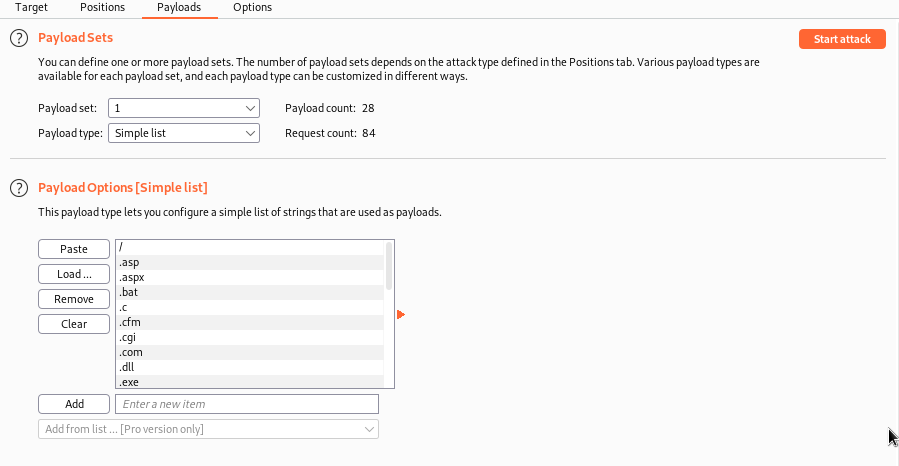 Target Positions Payloads Options
? Payload Sets Start attack
You can define one or more payload sets. The number of payload sets depends on the attack type defined in the Positions tab. Various payload types are
available for each payload set, and each payload type can be customized in different ways.
Payload set: 1 Payload count: 28
Payload type: Simple list Request count: 84
? Payload Options [Simple list]
This payload type lets you configure a simple list of strings that are used as payloads.
Paste
Load ...
Remove
Clear
/
.asp
.aspx
.bat
.c
.cfm
.cgi
.com
.dll
.exe
Add Enter a new item
Add from list ... [Pro version only]